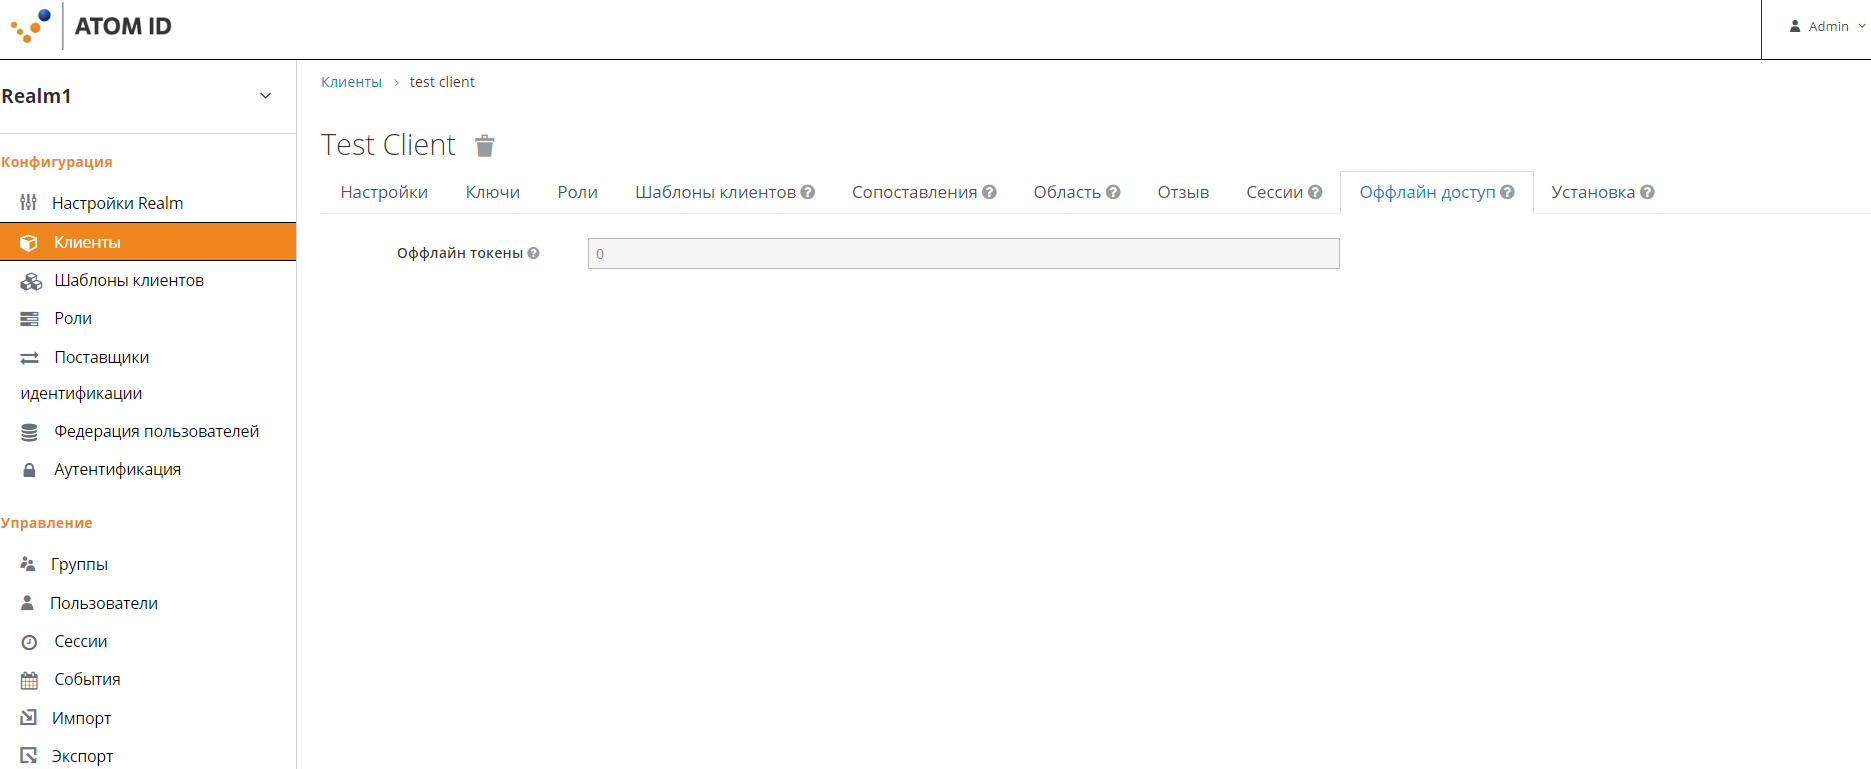 ATOM ID
Admin
Realm1
Клиенты > test client
Test Client
Настройки Ключи Роли Шаблоны клиентов Сопоставления Область Отзыв Сессии Оффлайн доступ Установка
Оффлайн токены 0
Конфигурация
Настройки Realm
Клиенты
Шаблоны клиентов
Роли
Поставщики
идентификации
Федерация пользователей
Аутентификация
Управление
Группы
Пользователи
Сессии
События
Импорт
Экспорт